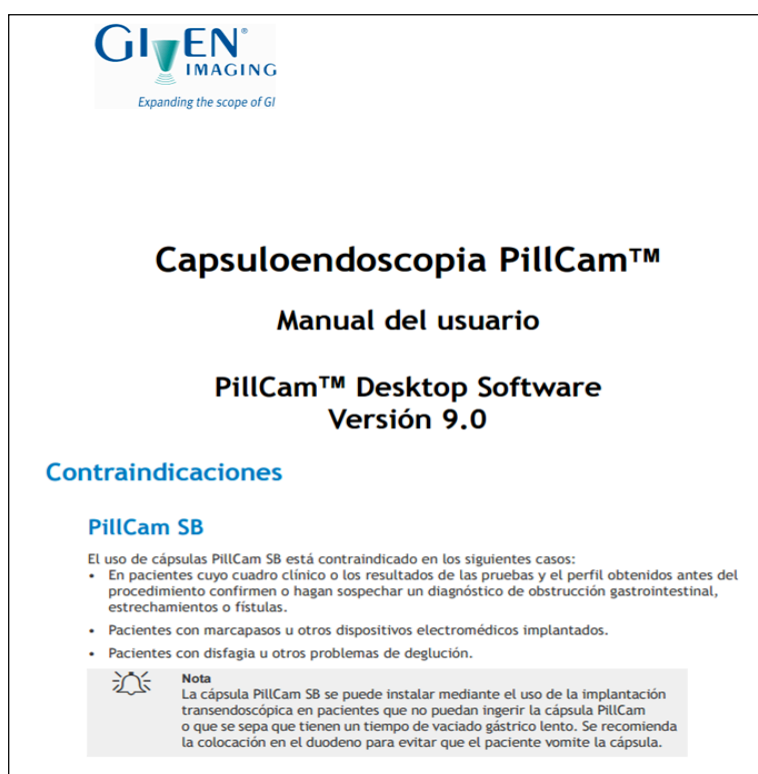 GIVEN®
IMAGING
Expanding the scope of GI
Capsuloendoscopia PillCam™
Manual del usuario
PillCam™ Desktop Software
Versión 9.0
Contraindicaciones
PillCam SB
El uso de cápsulas PillCam SB está contraindicado en los siguientes casos:
• En pacientes cuyo cuadro clínico o los resultados de las pruebas y el perfil obtenidos antes del
procedimiento confirmen o hagan sospechar un diagnóstico de obstrucción gastrointestinal,
estrechamientos o fístulas.
• Pacientes con marcapasos u otros dispositivos electromédicos implantados.
• Pacientes con disfagia u otros problemas de deglución.
Nota
La cápsula PillCam SB se puede instalar mediante el uso de la implantación
transendoscópica en pacientes que no puedan ingerir la cápsula PillCam
o que se sepa que tienen un tiempo de vaciado gástrico lento. Se recomienda
la colocación en el duodeno para evitar que el paciente vomite la cápsula.